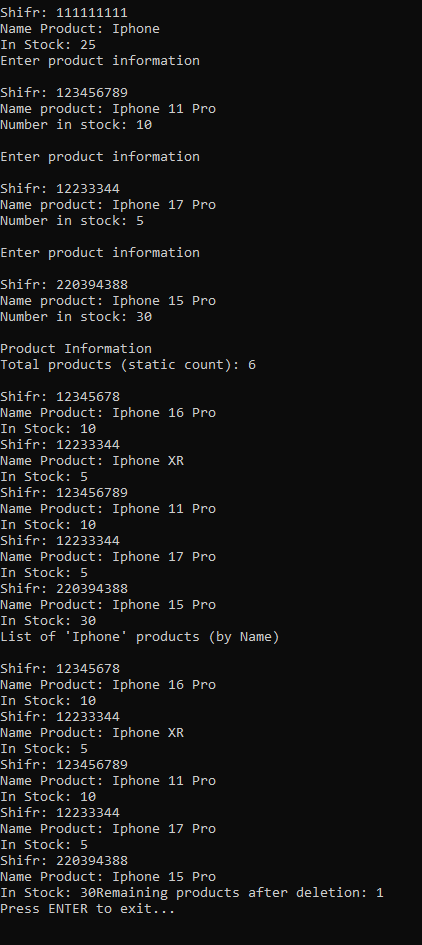 Shifr: 111111111
Name Product: Iphone
In Stock: 25
Enter product information
Shifr: 123456789
Name product: Iphone 11 Pro
Number in stock: 10
Enter product information
Shifr: 12233344
Name product: Iphone 17 Pro
Number in stock: 5
Enter product information
Shifr: 220394388
Name product: Iphone 15 Pro
Number in stock: 30
Product Information
Total products (static count): 6
Shifr: 12345678
Name Product: Iphone 16 Pro
In Stock: 10
Shifr: 12233344
Name Product: Iphone XR
In Stock: 5
Shifr: 123456789
Name Product: Iphone 11 Pro
In Stock: 10
Shifr: 12233344
Name Product: Iphone 17 Pro
In Stock: 5
Shifr: 220394388
Name Product: Iphone 15 Pro
In Stock: 30
List of 'Iphone' products (by Name)
Shifr: 12345678
Name Product: Iphone 16 Pro
In Stock: 10
Shifr: 12233344
Name Product: Iphone XR
In Stock: 5
Shifr: 123456789
Name Product: Iphone 11 Pro
In Stock: 10
Shifr: 12233344
Name Product: Iphone 17 Pro
In Stock: 5
Shifr: 220394388
Name Product: Iphone 15 Pro
In Stock: 30Remaining products after deletion: 1
Press ENTER to exit...